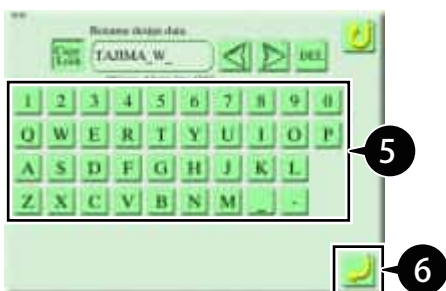 Rename design data
Caps Lock TAJIMA_W_ DEL
1 2 3 4 5 6 7 8 9 0
Q W E R T Y U I O P
5
A S D F G H J K L
Z X C V B N M _ -
6